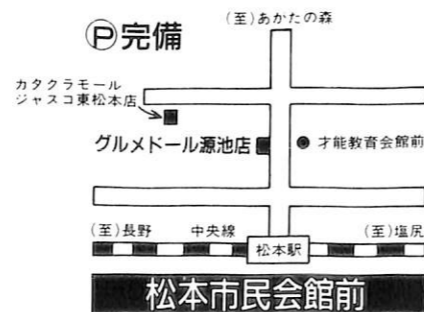 (至)あかたの森
Ⓟ完備
カタクラモール
ジャスコ東松本店
グルメドール源池店
才能教育会館前
(至)長野
中央線
(至)塩尻
松本駅
松本市民会館前